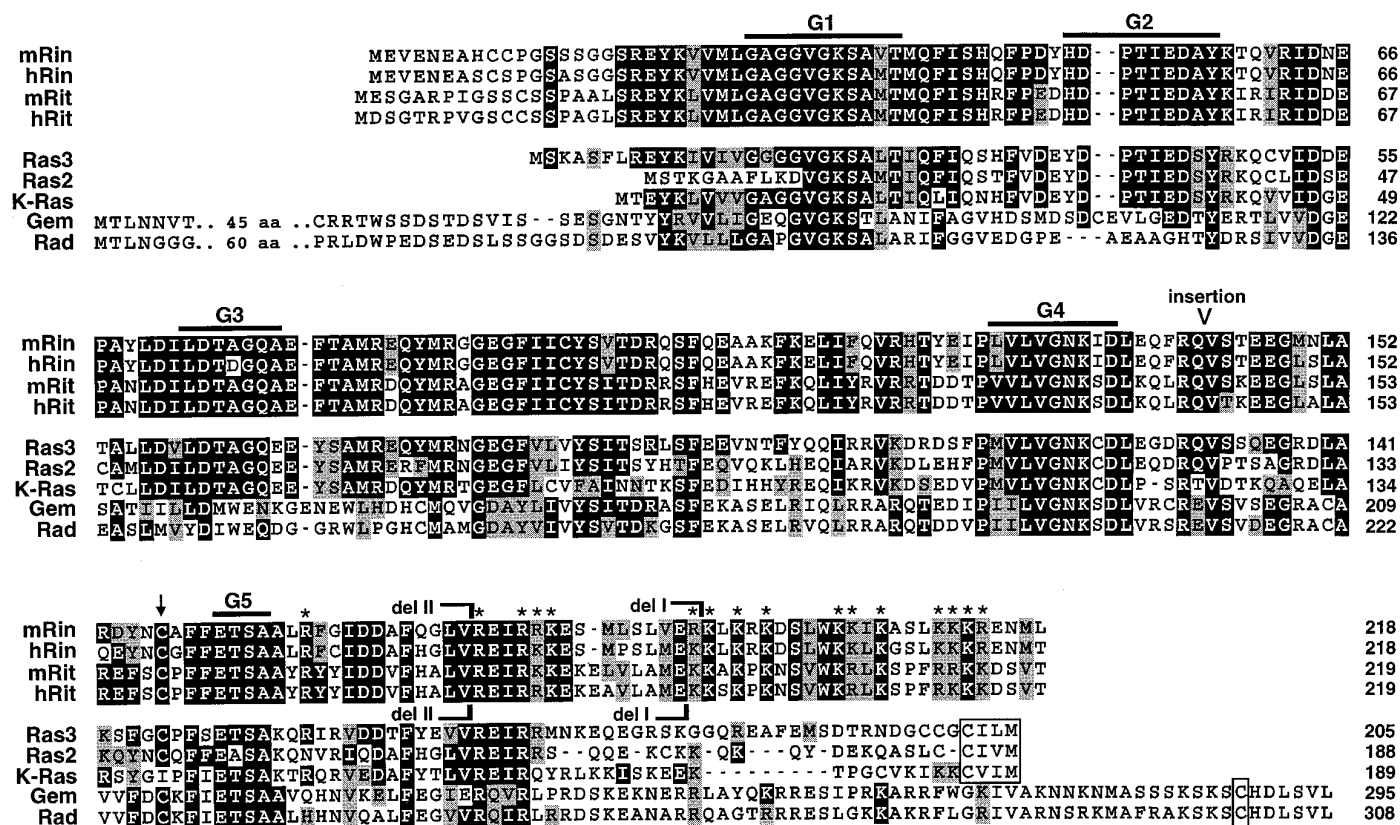 G1 G2
mRin MEVENEAHCCPGSSSGGSREYKVVMLGAGGVGKSAVTMQFISHQFPDYHD--PTIEDAYKTQVRIDNE 66
hRin MEVENEASCSPGSASGGSREYKVVMLGAGGVGKSAMTMQFISHQFPDYHD--PTIEDAYKTQVRIDNE 66
mRit MESGARPIGSSCSSPAALSREYKLVMLGAGGVGKSAMTMQFISHRFPEDHD--PTIEDAYKIRIRIDDE 67
hRit MDSGTRPVGSCCSSPAGLSREYKLVMLGAGGVGKSAMTMQFISHRFPEDHD--PTIEDAYKIRIRIDDE 67
Ras3 MSKASFLREYKIVIVGGGGVGKSALTIQFIQSHFVDEYD--PTIEDSYRKQCVIDDE 55
Ras2 MSTKGAAFLKDVGKSAMTIQFIQSTFVDEYD--PTIEDSYRKQCLIDSE 47
K-Ras MTEYKLVVVGAGGVGKSALTIQLIQNHFVDEYD--PTIEDSYRKQVVIDGE 49
Gem MTLNNVT.. 45 aa ..CRRTWSSDSTDSVIS--SESGNTYYRVVLIGEQGVGKSTLANIFAGVHDSMDSDCEVLGEDTYERTLVVDGE 122
Rad MTLNGGG.. 60 aa ..PRLDWPEDSEDSLSSGGSDSDESVYKVLLLGAPGVGKSALARIFGGVEDGPE---AEAAGHTYDRSIVVDGE 136
G3 G4 insertion
V
mRin PAYLDILDTAGQAE-FTAMREQYMRGGEGFIICYSVTDRQSFQEAAKFKELIFQVRHTYEIPLVLVGNKIDLEQFRQVSTEEGMNLA 152
hRin PAYLDILDTDGQAE-FTAMREQYMRGGEGFIICYSVTDRQSFQEAAKFKELIFQVRHTYEIPLVLVGNKIDLEQFRQVSTEEGLSLA 152
mRit PANLDILDTAGQAE-FTAMRDQYMRAGEGFIICYSITDRRSFHEVREFKQLIYRVRRTDDTPVVLVGNKSDLKQLRQVSKEEGLSLA 153
hRit PANLDILDTAGQAE-FTAMRDQYMRAGEGFIICYSITDRRSFHEVREFKQLIYRVRRTDDTPVVLVGNKSDLKQLRQVTKEEGLALA 153
Ras3 TALLDVLDTAGQEE-YSAMREQYMRNGEGFVLVYSITSRLSFEEVNTFYQQIRRVKDRDSFPMVLVGNKCDLEGDRQVSSQEGRDLA 141
Ras2 CAMLDILDTAGQEE-YSAMRERFMRNGEGFVLIYSITSYHTFEQVQKLHEQIARVKDLEHFPMVLVGNKCDLEQDRQVPTSAGRDLA 133
K-Ras TCLLDILDTAGQEE-YSAMRDQYMRTGEGFLCVFAINNTKSFEDIHHYREQIKRVKDSEDVPMVLVGNKCDLP-SRTVDTKQAQELA 134
Gem SATIILLDMWENKGENEWLHDHCMQVGDAYLIVYSITDRASFEKASELRIQLRRARQTEDIPIILVGNKSDLVRCREVSVSEGRACA 209
Rad EASLMVYDIWEQDG-GRWLPGHCMAMGDAYVIVYSVTDKGSFEKASELRVQLRRARQTDDVPIILVGNKSDLVRSREVSVDEGRACA 222
↓ G5 * del II * *** del I ** * * ** * ****
mRin RDYNCAFFETSAALRFGIDDAFQGLVREIRRKES-MLSLVERKLKRKDSLWKKIKASLKKKRENML 218
hRin QEYNCGFFETSAALRFCIDDAFHGLVREIRRKES-MPSLMEKKLKRKDSLWKKLKGSLKKKRENMT 218
mRit REFSCPFFETSAAYRYYIDDVFHALVREIRKKEKELVLAMEKKAKPKNSVWKRLKSPFRRKKDSVT 219
hRit REFSCPFFETSAAYRYYIDDVFHALVREIRRKEKEAVLAMEKKSKPKNSVWKRLKSPFRKKKDSVT 219
del II del I
Ras3 KSFGCPFSETSAKQRIRVDDTFYEVVREIRRMNKEQEGRSKGGQREAFEMSDTRNDGCCGCILM 205
Ras2 KQYNCQFFEASAKQNVRIQDAFHGLVREIRRS--QQE-KCKK-QK---QY-DEKQASLC-CIVM 188
K-Ras RSYGIPFIETSAKTRQRVEDAFYTLVREIRQYRLKKISKEEK---------TPGCVKIKKCVIM 189
Gem VVFDCKFIETSAAVQHNVKELFEGIERQVRLPRDSKEKNERRLAYQKRRESIPRKARRFWGKIVAKNNKNMASSSKSKSCHDLSVL 295
Rad VVFDCKFIETSAALHHNVQALFEGVVRQIRLRRDSKEANARRQAGTRRRESLGKKAKRFLGRIVARNSRKMAFRAKSKSCHDLSVL 308